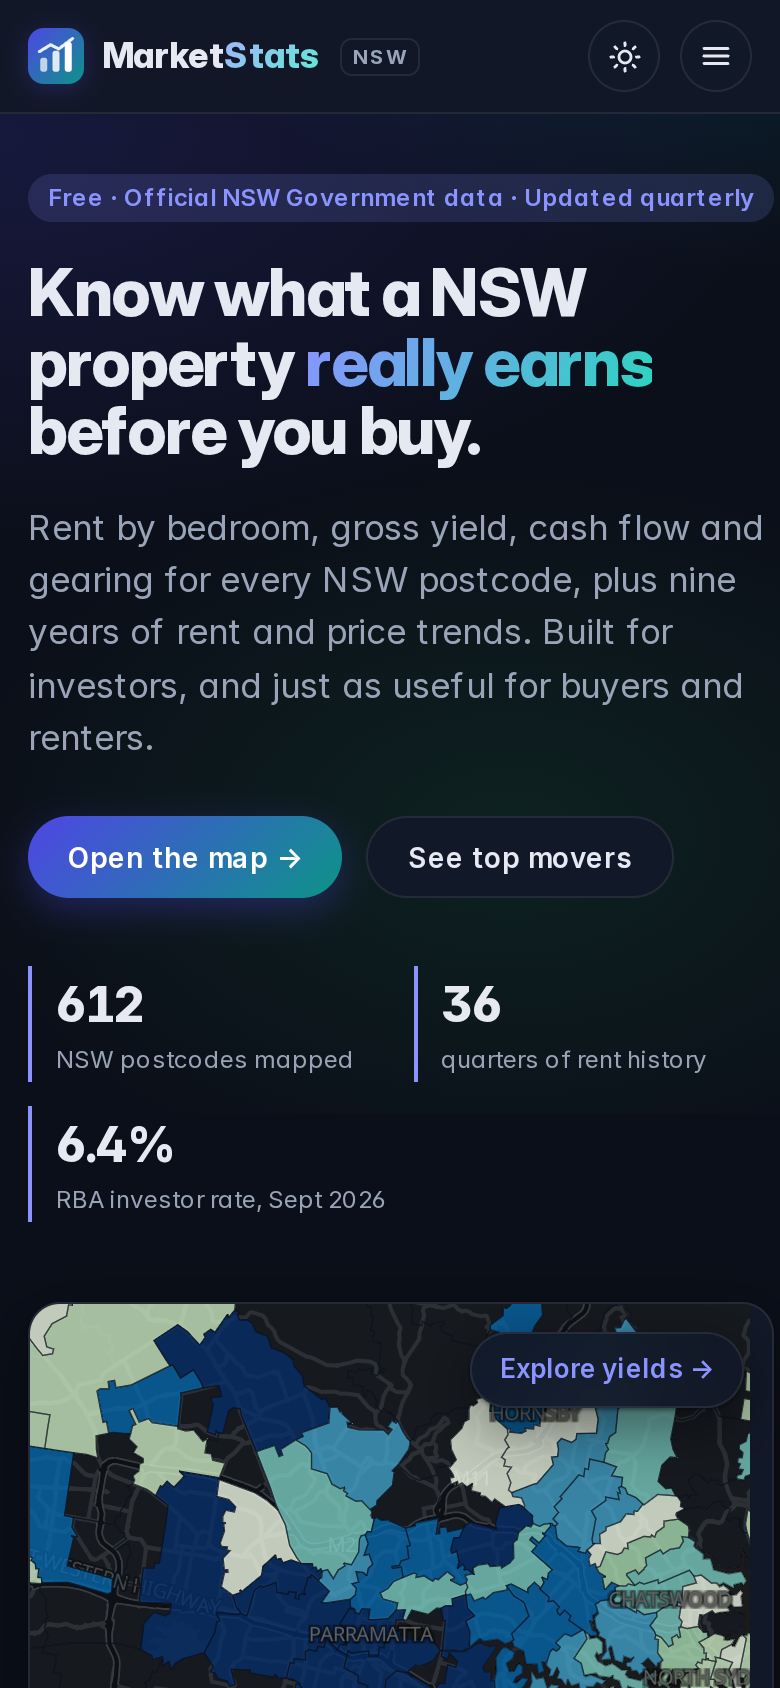 MarketStats NSW
Free · Official NSW Government data · Updated quarterly
Know what a NSW
property really earns
before you buy.
Rent by bedroom, gross yield, cash flow and
gearing for every NSW postcode, plus nine
years of rent and price trends. Built for
investors, and just as useful for buyers and
renters.
Open the map →
See top movers
612
NSW postcodes mapped
36
quarters of rent history
6.4%
RBA investor rate, Sept 2026
Explore yields →
HORNSBY
M2
WESTERN HIGHWAY
CHATSWOOD
PARRAMATTA
NORTH SYD